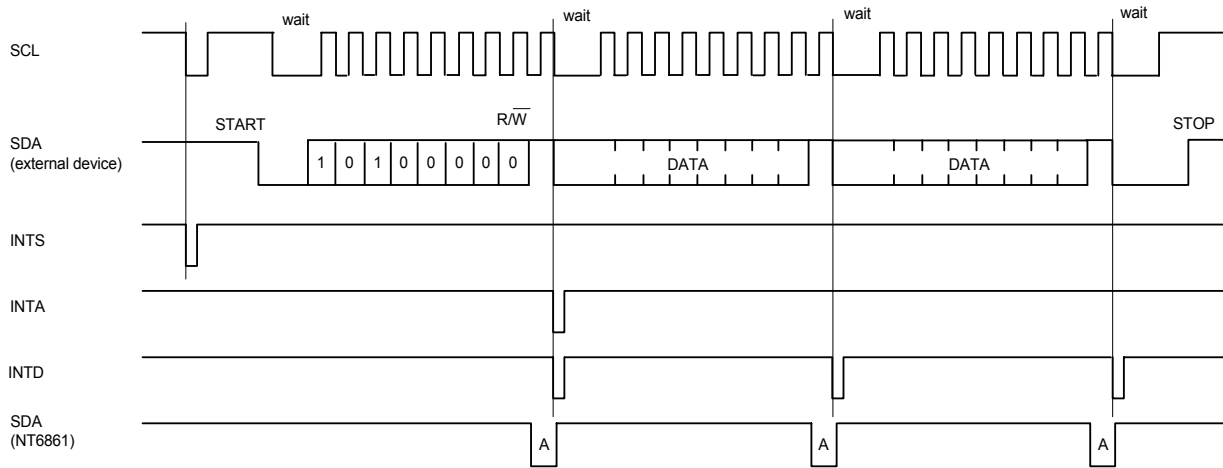 wait wait wait wait
SCL
START R/W STOP
SDA
(external device)
1 0 1 0 0 0 0 0 DATA DATA
INTS
INTA
INTD
SDA
(NT6861)
A A A